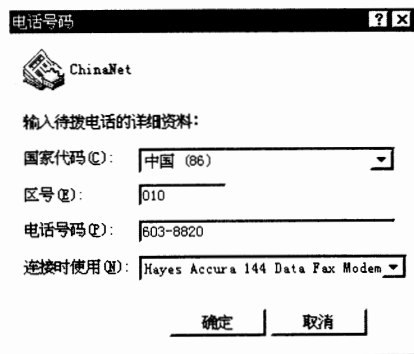 电话号码
ChinaNet
输入待拨电话的详细资料：
国家代码(C)： 中国 (86)
区号(E)： 010
电话号码(P)： 603-8820
连接时使用(N)： Hayes Accura 144 Data Fax Modem
确定 取消